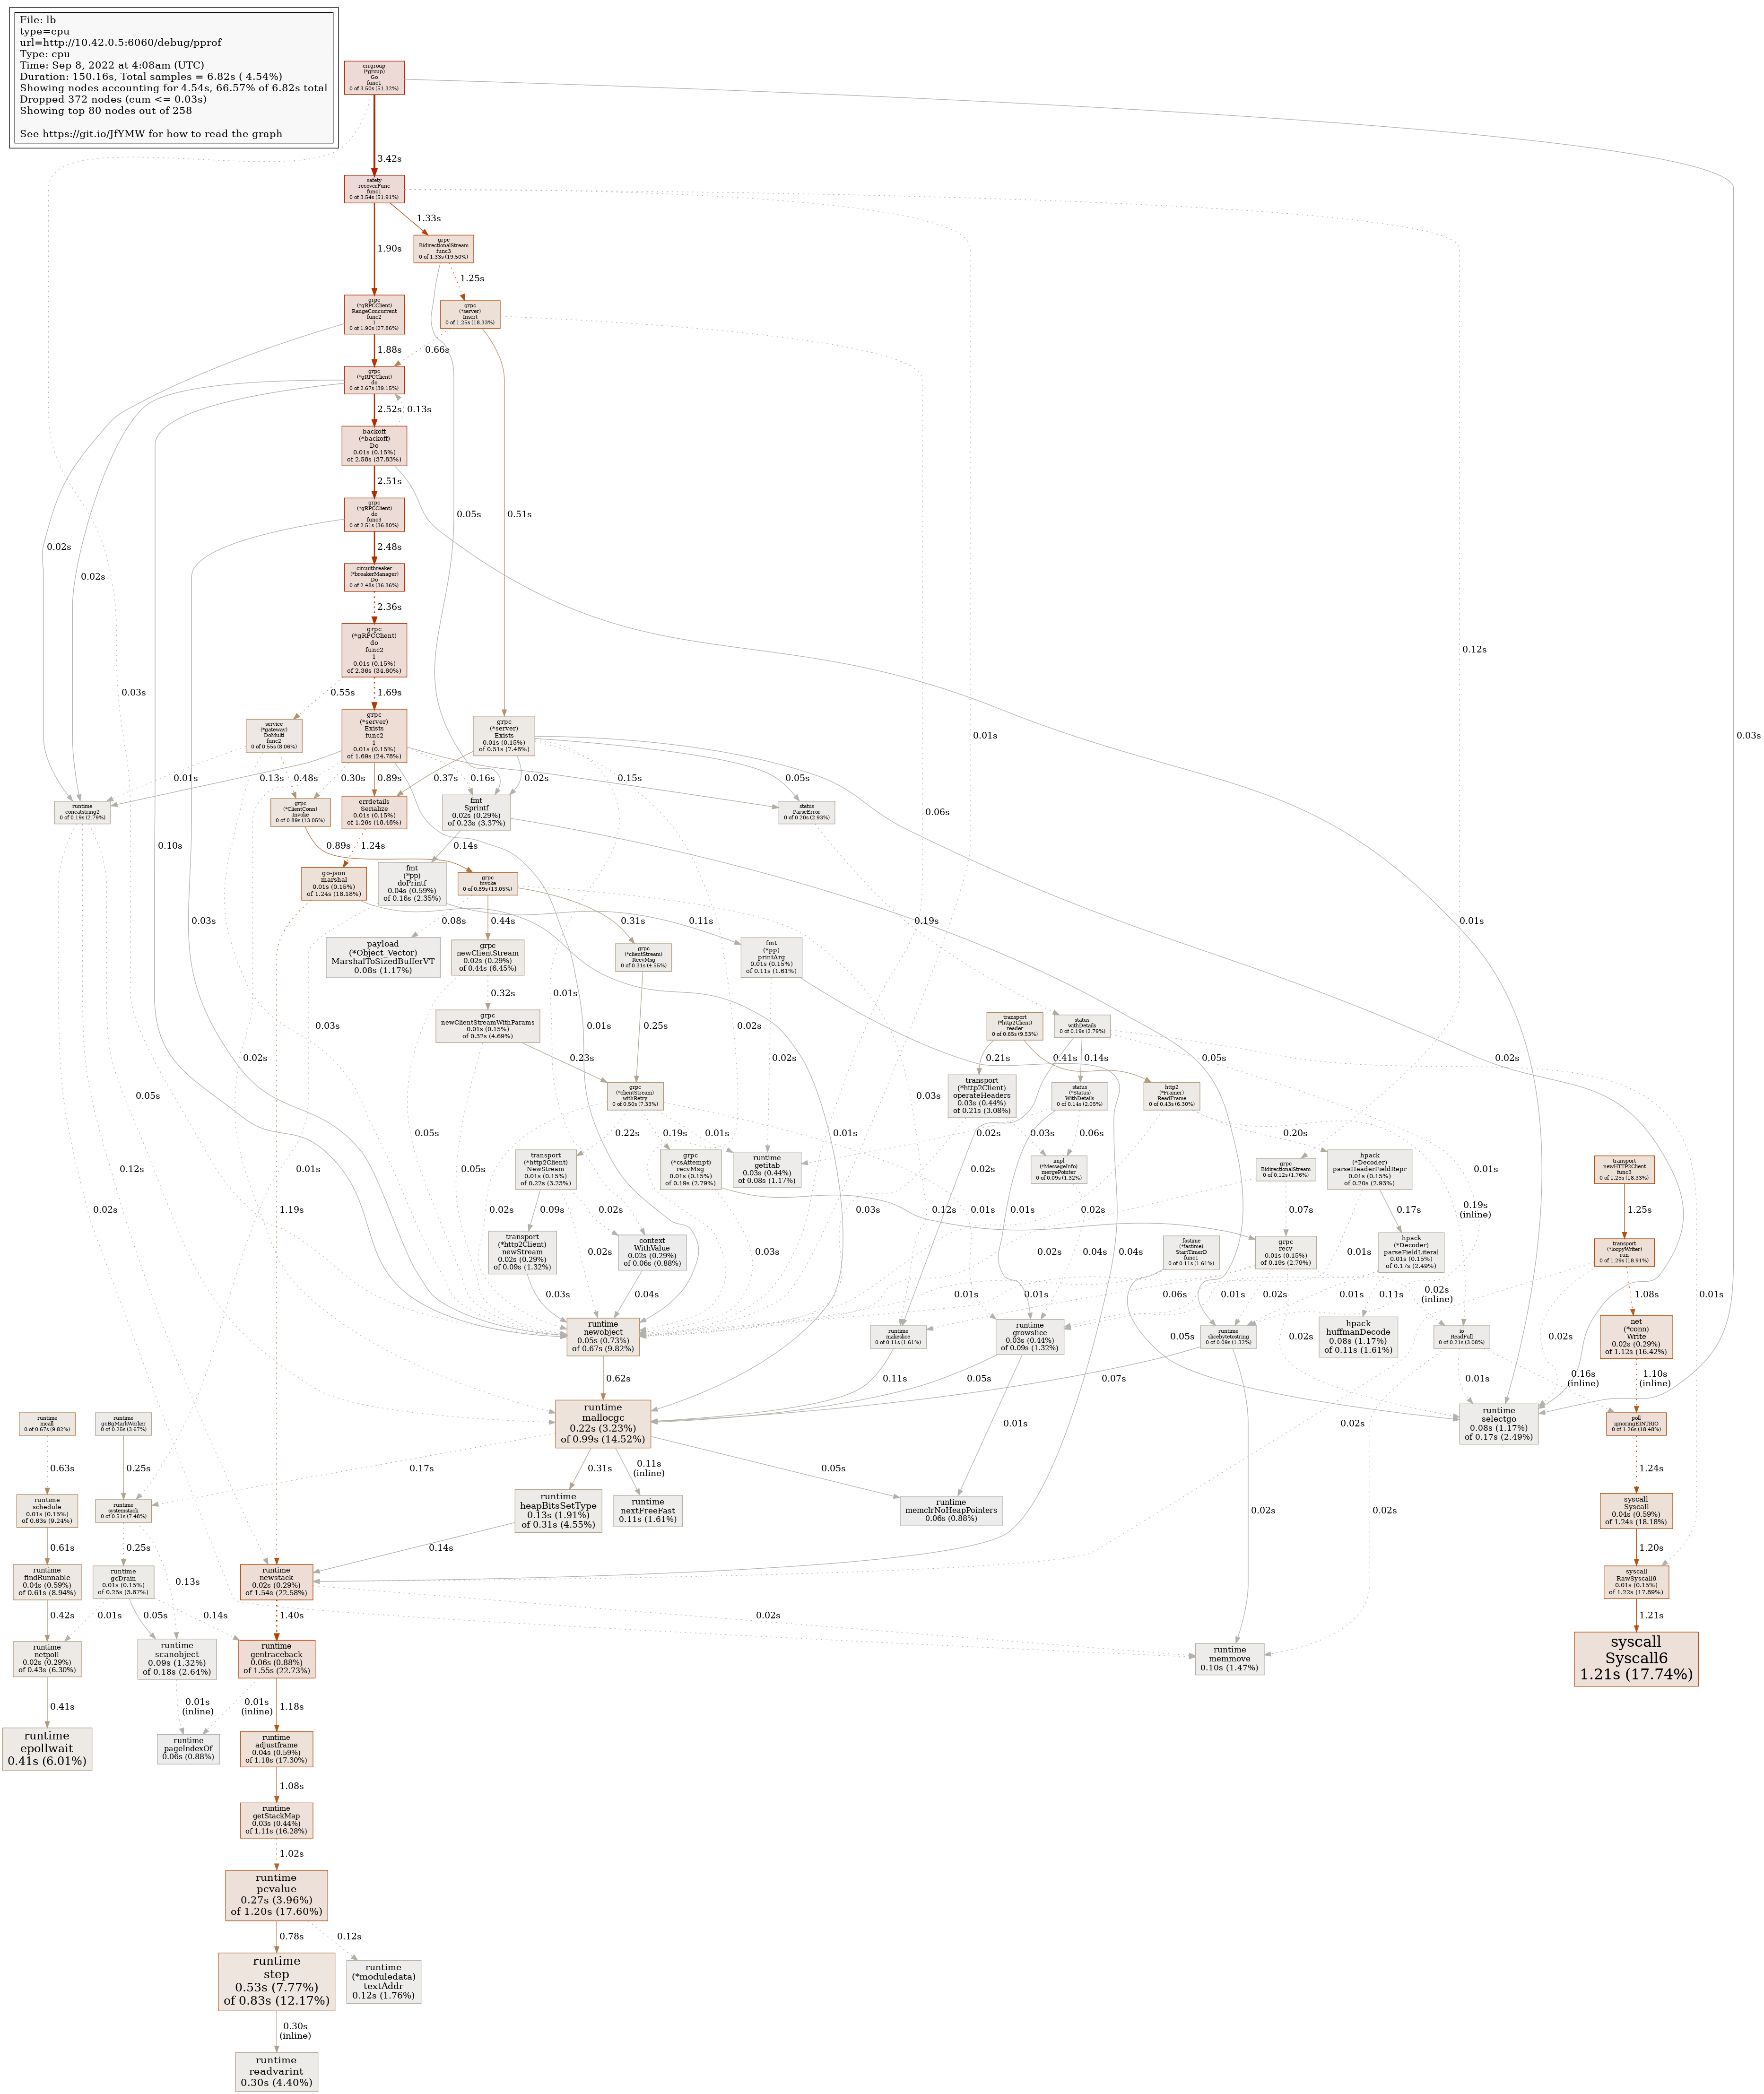 File: lb
type=cpu
url=http://10.42.0.5:6060/debug/pprof
Type: cpu
Time: Sep 8, 2022 at 4:08am (UTC)
Duration: 150.16s, Total samples = 6.82s ( 4.54%)
Showing nodes accounting for 4.54s, 66.57% of 6.82s total
Dropped 372 nodes (cum <= 0.03s)
Showing top 80 nodes out of 258
See https://git.io/JfYMW for how to read the graph
errgroup
(*group)
Go
func1
0 of 3.50s (51.32%)
3.42s
safety
recoverFunc
func1
0 of 3.54s (51.91%)
1.33s
grpc
BidirectionalStream
func3
0 of 1.33s (19.50%)
1.90s
1.25s
grpc
(*gRPCClient)
RangeConcurrent
func2
1
0 of 1.90s (27.86%)
grpc
(*server)
Insert
0 of 1.25s (18.33%)
1.88s
0.66s
grpc
(*gRPCClient)
do
0 of 2.67s (39.15%)
2.52s
0.13s
backoff
(*backoff)
Do
0.01s (0.15%)
of 2.58s (37.83%)
2.51s
0.05s
0.51s
grpc
(*gRPCClient)
do
func3
0 of 2.51s (36.80%)
0.02s
2.48s
0.02s
circuitbreaker
(*breakerManager)
Do
0 of 2.48s (36.36%)
2.36s
grpc
(*gRPCClient)
do
func2
1
0.01s (0.15%)
of 2.36s (34.60%)
0.12s
0.03s
0.55s
1.69s
service
(*gateway)
DoMulti
func2
0 of 0.55s (8.06%)
grpc
(*server)
Exists
func2
1
0.01s (0.15%)
of 1.69s (24.78%)
grpc
(*server)
Exists
0.01s (0.15%)
of 0.51s (7.48%)
0.01s
0.03s
0.01s
0.13s
0.48s
0.30s
0.89s
0.37s
0.16s
0.02s
0.15s
0.05s
runtime
concatstring2
0 of 0.19s (2.79%)
grpc
(*ClientConn)
Invoke
0 of 0.89s (13.05%)
errdetails
Serialize
0.01s (0.15%)
of 1.26s (18.48%)
fmt
Sprintf
0.02s (0.29%)
of 0.23s (3.37%)
status
ParseError
0 of 0.20s (2.93%)
0.06s
0.10s
0.89s
1.24s
0.14s
go-json
marshal
0.01s (0.15%)
of 1.24s (18.18%)
fmt
(*pp)
doPrintf
0.04s (0.59%)
of 0.16s (2.35%)
grpc
invoke
0 of 0.89s (13.05%)
0.03s
0.08s
0.44s
0.31s
0.11s
0.19s
0.01s
payload
(*Object_Vector)
MarshalToSizedBufferVT
0.08s (1.17%)
grpc
newClientStream
0.02s (0.29%)
of 0.44s (6.45%)
grpc
(*clientStream)
RecvMsg
0 of 0.31s (4.55%)
fmt
(*pp)
printArg
0.01s (0.15%)
of 0.11s (1.61%)
0.32s
0.01s
grpc
newClientStreamWithParams
0.01s (0.15%)
of 0.32s (4.69%)
0.03s
0.01s
0.25s
0.02s
transport
(*http2Client)
reader
0 of 0.65s (9.53%)
status
withDetails
0 of 0.19s (2.79%)
0.02s
0.23s
0.02s
0.21s
0.41s
0.14s
0.05s
0.02s
0.05s
grpc
(*clientStream)
withRetry
0 of 0.50s (7.33%)
0.03s
transport
(*http2Client)
operateHeaders
0.03s (0.44%)
of 0.21s (3.08%)
status
(*Status)
WithDetails
0 of 0.14s (2.05%)
http2
(*Framer)
ReadFrame
0 of 0.43s (6.30%)
0.05s
0.22s
0.19s
0.01s
0.01s
0.02s
0.03s
0.06s
0.20s
transport
(*http2Client)
NewStream
0.01s (0.15%)
of 0.22s (3.23%)
grpc
(*csAttempt)
recvMsg
0.01s (0.15%)
of 0.19s (2.79%)
runtime
getitab
0.03s (0.44%)
of 0.08s (1.17%)
impl
(*MessageInfo)
mergePointer
0 of 0.09s (1.32%)
grpc
BidirectionalStream
0 of 0.12s (1.76%)
hpack
(*Decoder)
parseHeaderFieldRepr
0.01s (0.15%)
of 0.20s (2.93%)
transport
newHTTP2Client
func3
0 of 1.25s (18.33%)
0.12s
0.01s
0.05s
0.02s
0.01s
0.19s
(inline)
1.19s
0.02s
0.09s
0.02s
0.12s
0.03s
0.01s
0.01s
0.02s
0.07s
0.17s
1.25s
transport
(*http2Client)
newStream
0.02s (0.29%)
of 0.09s (1.32%)
context
WithValue
0.02s (0.29%)
of 0.06s (0.88%)
fastime
(*fastime)
StartTimerD
func1
0 of 0.11s (1.61%)
grpc
recv
0.01s (0.15%)
of 0.19s (2.79%)
hpack
(*Decoder)
parseFieldLiteral
0.01s (0.15%)
of 0.17s (2.49%)
transport
(*loopyWriter)
run
0 of 1.29s (18.91%)
0.02s
0.02s
0.03s
0.02s
0.04s
0.04s
0.01s
0.03s
0.04s
0.01s
0.01s
0.06s
0.01s
0.02s
0.01s
0.11s
0.02s
(inline)
1.08s
0.01s
runtime
newobject
0.05s (0.73%)
of 0.67s (9.82%)
runtime
makeslice
0 of 0.11s (1.61%)
runtime
growslice
0.03s (0.44%)
of 0.09s (1.32%)
runtime
slicebytetostring
0 of 0.09s (1.32%)
hpack
huffmanDecode
0.08s (1.17%)
of 0.11s (1.61%)
io
ReadFull
0 of 0.21s (3.08%)
net
(*conn)
Write
0.02s (0.29%)
of 1.12s (16.42%)
0.62s
0.11s
0.05s
0.07s
0.05s
0.02s
0.01s
0.16s
(inline)
0.02s
1.10s
(inline)
runtime
mcall
0 of 0.67s (9.82%)
runtime
gcBgMarkWorker
0 of 0.25s (3.67%)
runtime
mallocgc
0.22s (3.23%)
of 0.99s (14.52%)
0.01s
0.02s
runtime
selectgo
0.08s (1.17%)
of 0.17s (2.49%)
poll
ignoringEINTRIO
0 of 1.26s (18.48%)
0.63s
0.25s
0.17s
0.31s
0.11s
(inline)
0.05s
1.24s
runtime
schedule
0.01s (0.15%)
of 0.63s (9.24%)
runtime
systemstack
0 of 0.51s (7.48%)
runtime
heapBitsSetType
0.13s (1.91%)
of 0.31s (4.55%)
runtime
nextFreeFast
0.11s (1.61%)
runtime
memclrNoHeapPointers
0.06s (0.88%)
0.02s
0.02s
syscall
Syscall
0.04s (0.59%)
of 1.24s (18.18%)
0.61s
0.25s
0.13s
0.14s
1.20s
runtime
findRunnable
0.04s (0.59%)
of 0.61s (8.94%)
runtime
gcDrain
0.01s (0.15%)
of 0.25s (3.67%)
runtime
newstack
0.02s (0.29%)
of 1.54s (22.58%)
syscall
RawSyscall6
0.01s (0.15%)
of 1.22s (17.89%)
0.42s
0.01s
0.05s
0.14s
1.40s
0.02s
1.21s
runtime
netpoll
0.02s (0.29%)
of 0.43s (6.30%)
runtime
scanobject
0.09s (1.32%)
of 0.18s (2.64%)
runtime
gentraceback
0.06s (0.88%)
of 1.55s (22.73%)
runtime
memmove
0.10s (1.47%)
syscall
Syscall6
1.21s (17.74%)
0.41s
0.01s
(inline)
0.01s
(inline)
1.18s
runtime
epollwait
0.41s (6.01%)
runtime
pageIndexOf
0.06s (0.88%)
runtime
adjustframe
0.04s (0.59%)
of 1.18s (17.30%)
1.08s
runtime
getStackMap
0.03s (0.44%)
of 1.11s (16.28%)
1.02s
runtime
pcvalue
0.27s (3.96%)
of 1.20s (17.60%)
0.78s
0.12s
runtime
step
0.53s (7.77%)
of 0.83s (12.17%)
runtime
(*moduledata)
textAddr
0.12s (1.76%)
0.30s
(inline)
runtime
readvarint
0.30s (4.40%)